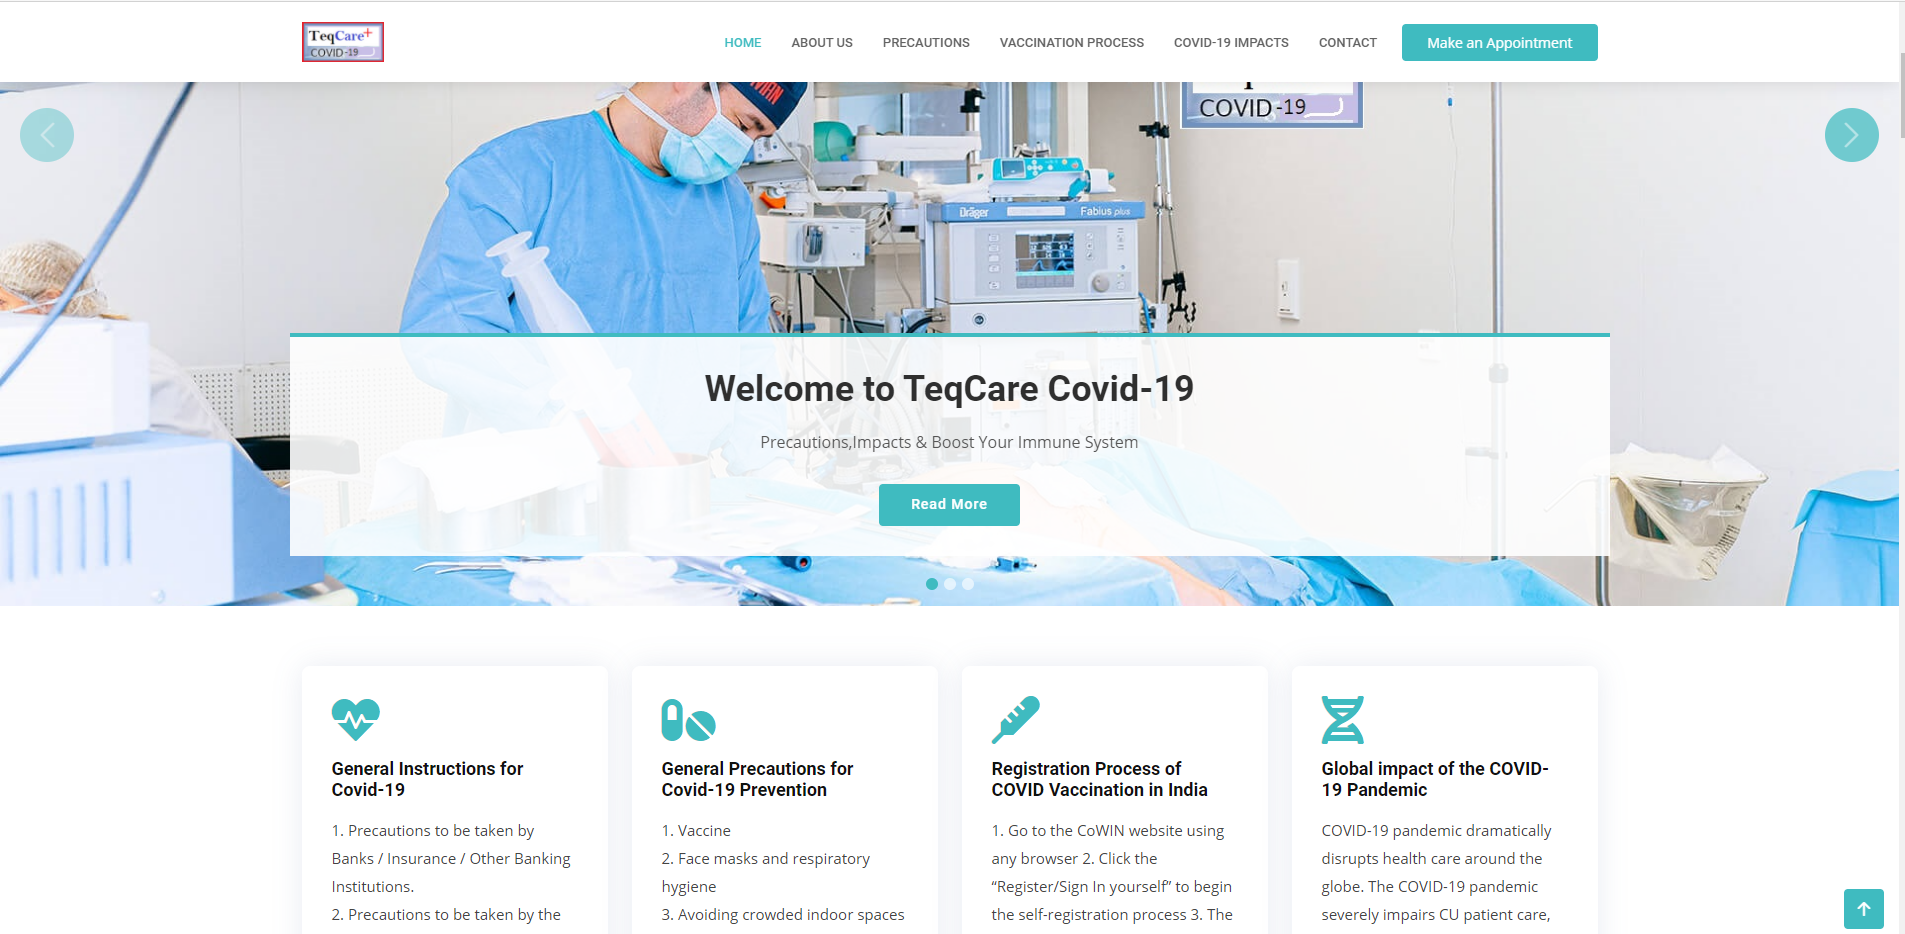 TeqCare+
COVID-19
HOME
ABOUT US
PRECAUTIONS
VACCINATION PROCESS
COVID-19 IMPACTS
CONTACT
Make an Appointment
COVID-19
Dräger
Fabius plus
Welcome to TeqCare Covid-19
Precautions,Impacts & Boost Your Immune System
Read More
General Instructions for
Covid-19
1. Precautions to be taken by
Banks / Insurance / Other Banking
Institutions.
2. Precautions to be taken by the
General Precautions for
Covid-19 Prevention
1. Vaccine
2. Face masks and respiratory
hygiene
3. Avoiding crowded indoor spaces
Registration Process of
COVID Vaccination in India
1. Go to the CoWIN website using
any browser 2. Click the
“Register/Sign In yourself” to begin
the self-registration process 3. The
Global impact of the COVID-
19 Pandemic
COVID-19 pandemic dramatically
disrupts health care around the
globe. The COVID-19 pandemic
severely impairs CU patient care,